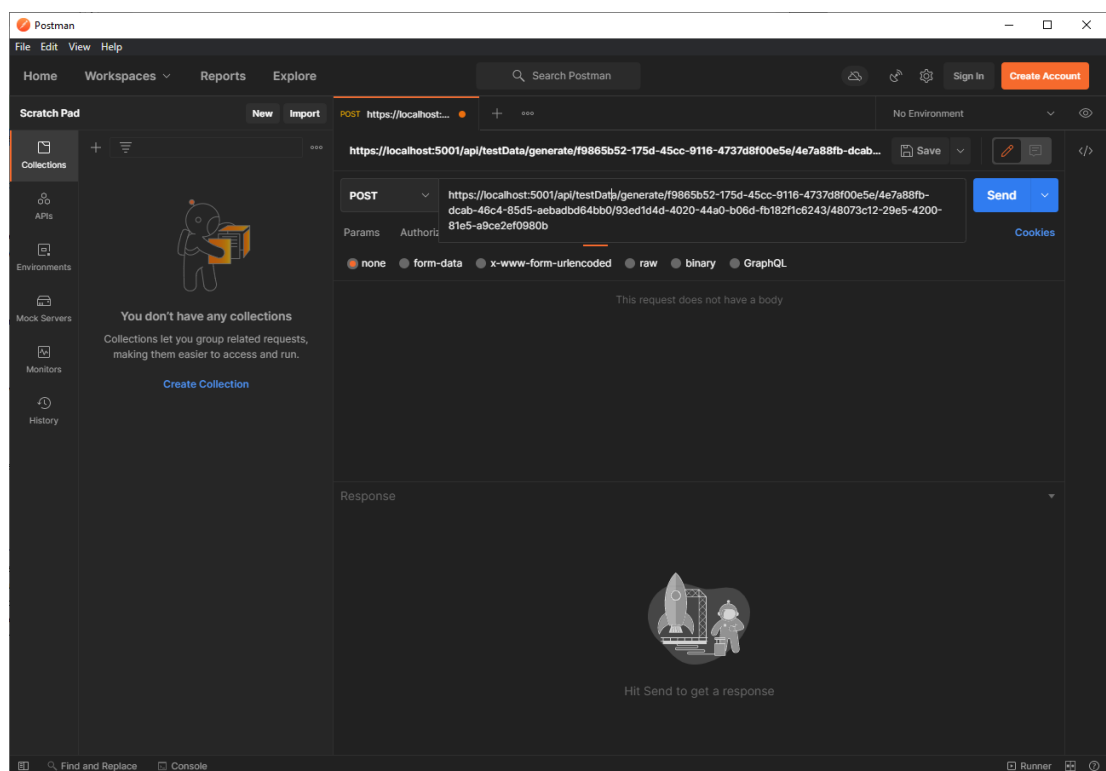 Postman
File Edit View Help
Home Workspaces Reports Explore Search Postman Sign In Create Account
Scratch Pad New Import POST https://localhost:... No Environment
Collections
https://localhost:5001/api/testData/generate/f9865b52-175d-45cc-9116-4737d8f00e5e/4e7a88fb-dcab... Save
APIs
POST https://localhost:5001/api/testData/generate/f9865b52-175d-45cc-9116-4737d8f00e5e/4e7a88fb- Send
dcab-46c4-85d5-aebadbd64bb0/93ed1d4d-4020-44a0-b06d-fb182f1c6243/48073c12-29e5-4200-
81e5-a9ce2ef0980b
Params Authoriz Cookies
Environments
none form-data x-www-form-urlencoded raw binary GraphQL
This request does not have a body
Mock Servers
You don't have any collections
Collections let you group related requests,
making them easier to access and run.
Monitors
Create Collection
History
Response
Hit Send to get a response
Find and Replace Console Runner